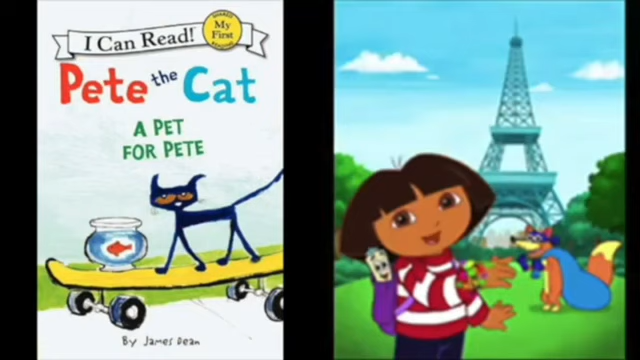 I Can Read!
My
First
Pete the Cat
A PET
FOR PETE
By James Dean